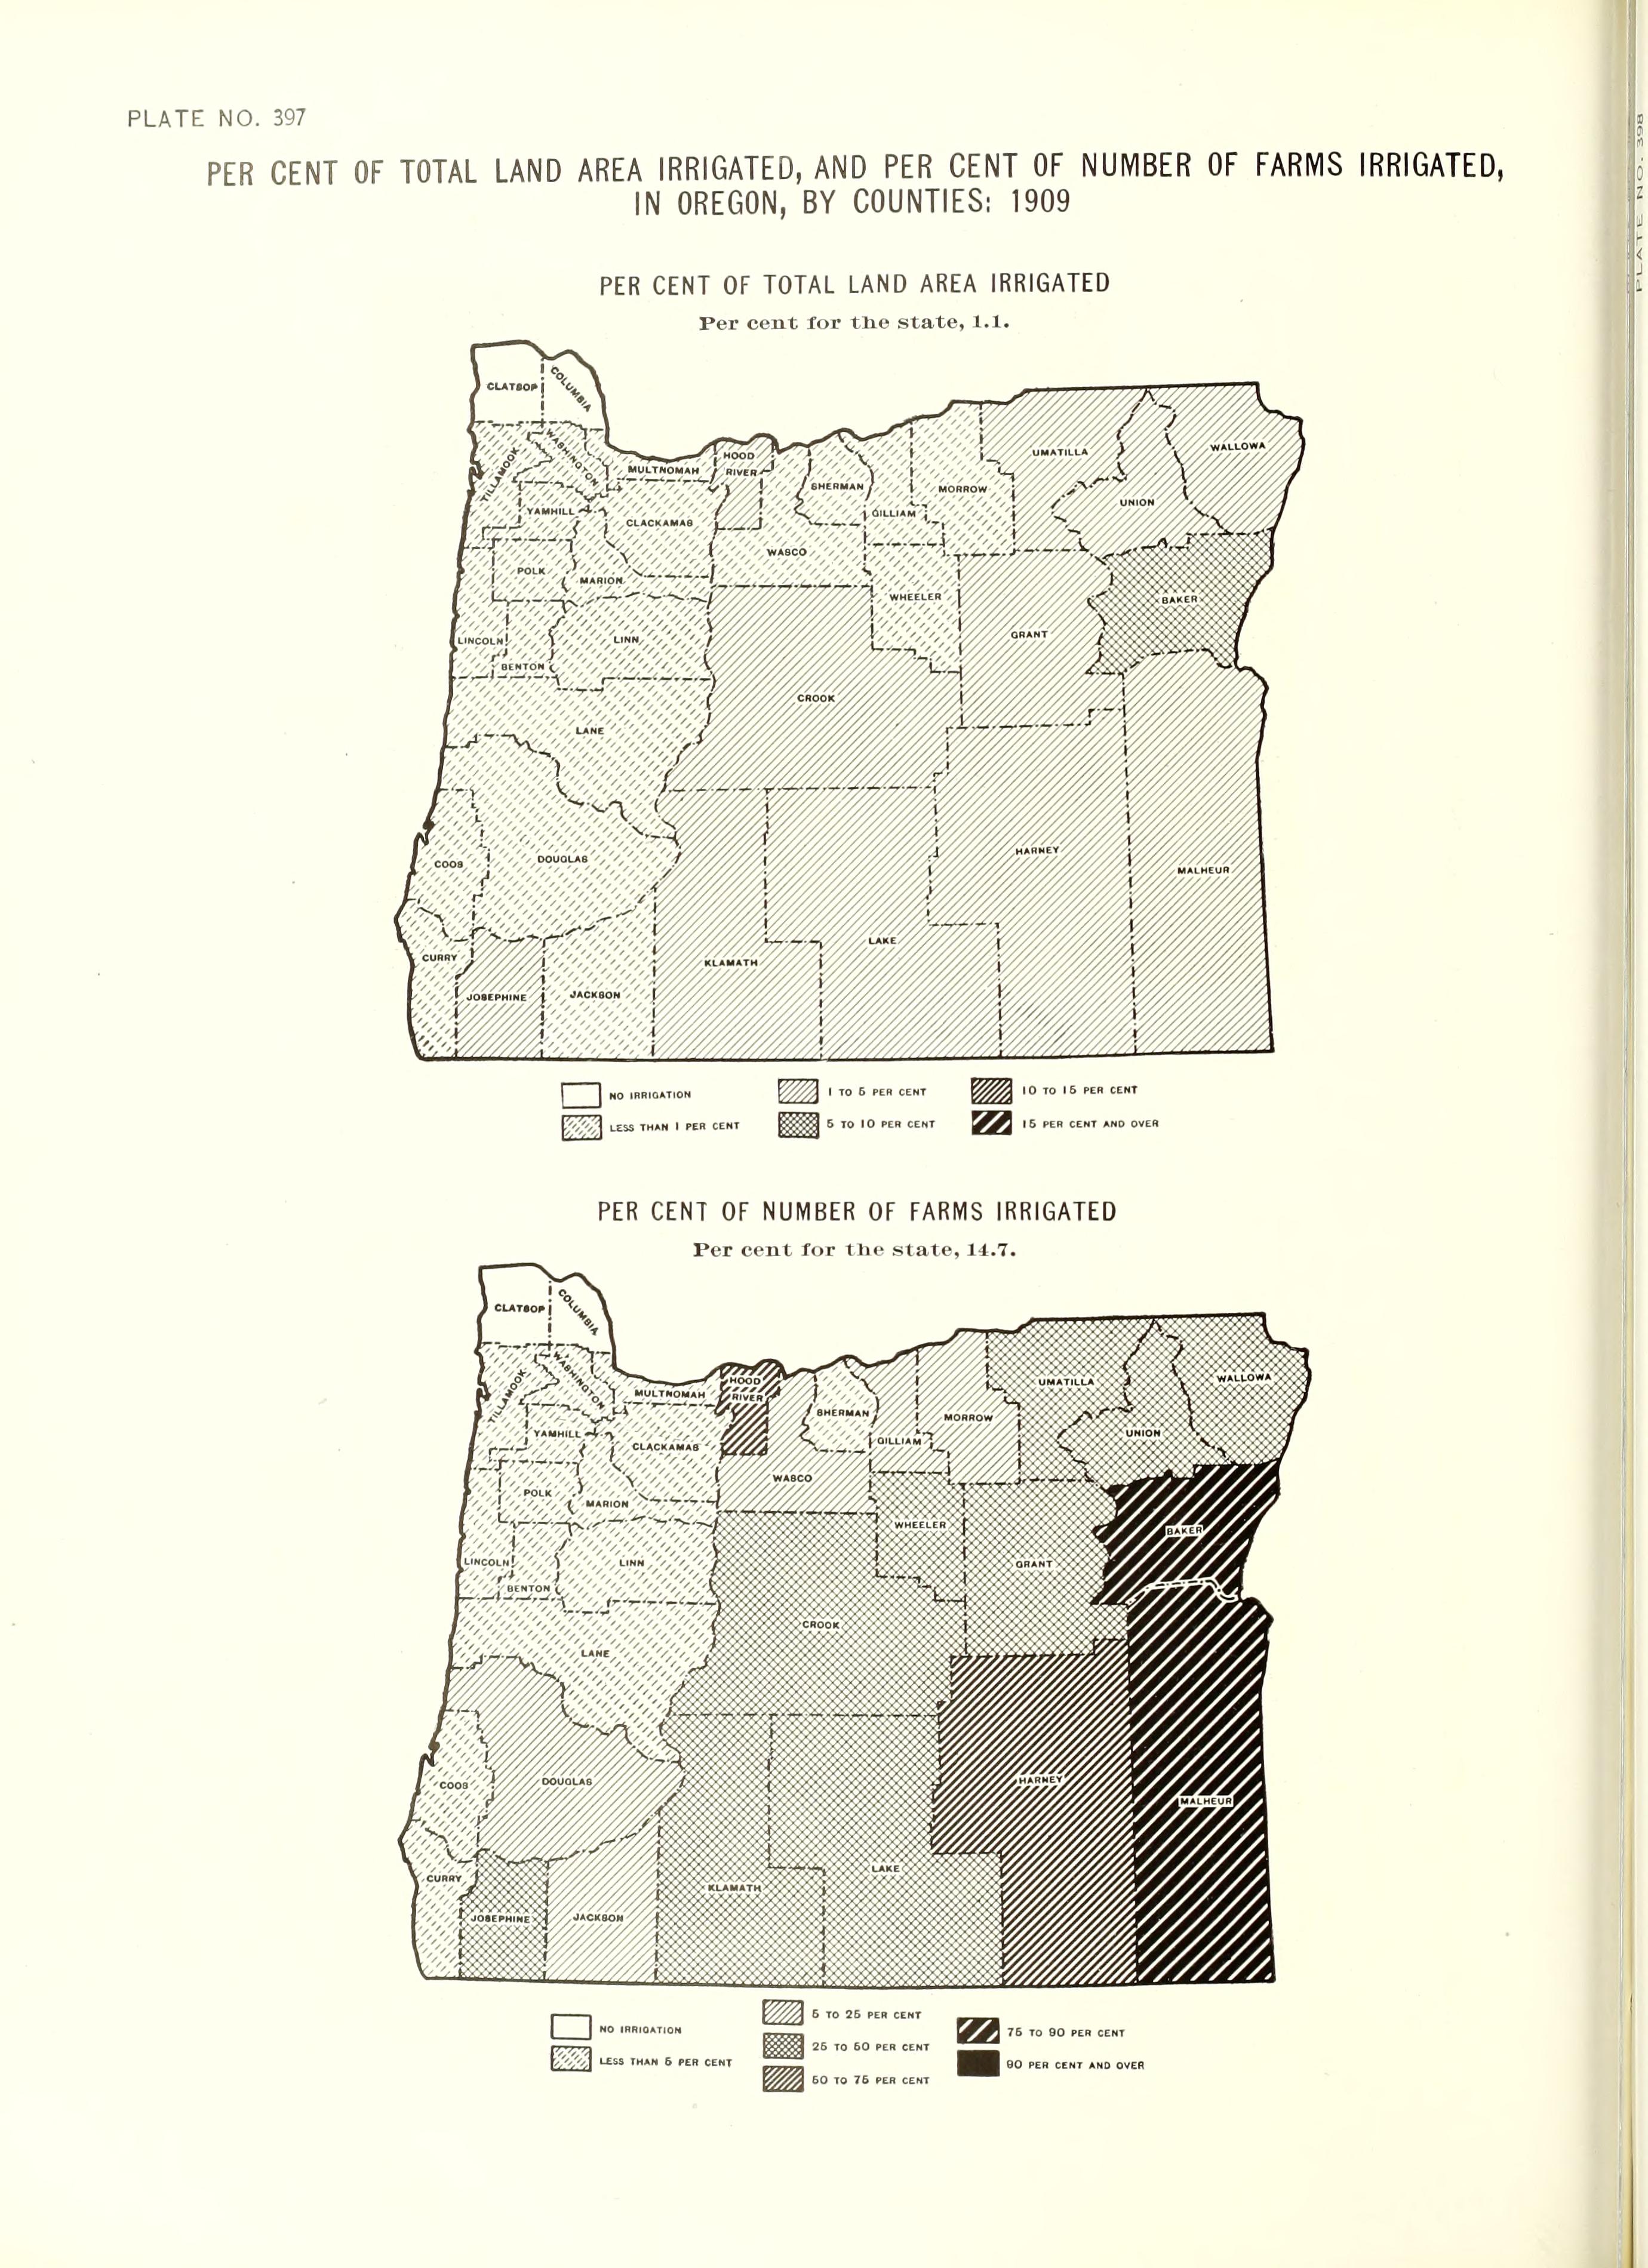 PLATE NO. 397
PLATE NO. 398
PER CENT OF TOTAL LAND AREA IRRIGATED, AND PER CENT OF NUMBER OF FARMS IRRIGATED,
IN OREGON, BY COUNTIES: 1909
PER CENT OF TOTAL LAND AREA IRRIGATED
Per cent for the state, 1.1.
CLATSOP
COLUMBIA
TILLAMOOK
WASHINGTON
MULTNOMAH
HOOD
RIVER
SHERMAN
GILLIAM
MORROW
UMATILLA
UNION
WALLOWA
YAMHILL
CLACKAMAS
WASCO
POLK
MARION
WHEELER
GRANT
BAKER
LINCOLN
BENTON
LINN
CROOK
LANE
COOS
DOUGLAS
HARNEY
MALHEUR
CURRY
JOSEPHINE
JACKSON
KLAMATH
LAKE
NO IRRIGATION
LESS THAN 1 PER CENT
1 TO 5 PER CENT
5 TO 10 PER CENT
10 TO 15 PER CENT
15 PER CENT AND OVER
PER CENT OF NUMBER OF FARMS IRRIGATED
Per cent for the state, 14.7.
CLATSOP
COLUMBIA
TILLAMOOK
WASHINGTON
MULTNOMAH
HOOD
RIVER
SHERMAN
GILLIAM
MORROW
UMATILLA
UNION
WALLOWA
YAMHILL
CLACKAMAS
WASCO
POLK
MARION
WHEELER
GRANT
BAKER
LINCOLN
BENTON
LINN
CROOK
LANE
COOS
DOUGLAS
HARNEY
MALHEUR
CURRY
JOSEPHINE
JACKSON
KLAMATH
LAKE
NO IRRIGATION
LESS THAN 5 PER CENT
5 TO 25 PER CENT
25 TO 50 PER CENT
50 TO 75 PER CENT
75 TO 90 PER CENT
90 PER CENT AND OVER